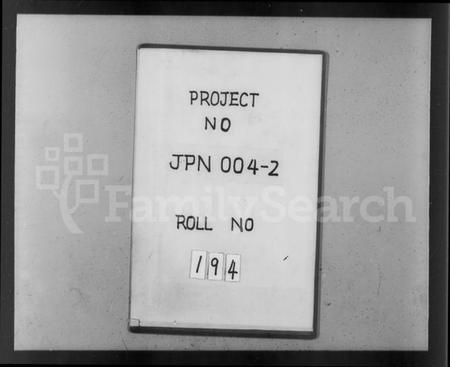 PROJECT
NO
JPN 004-2
FamilySearch
ROLL NO
194